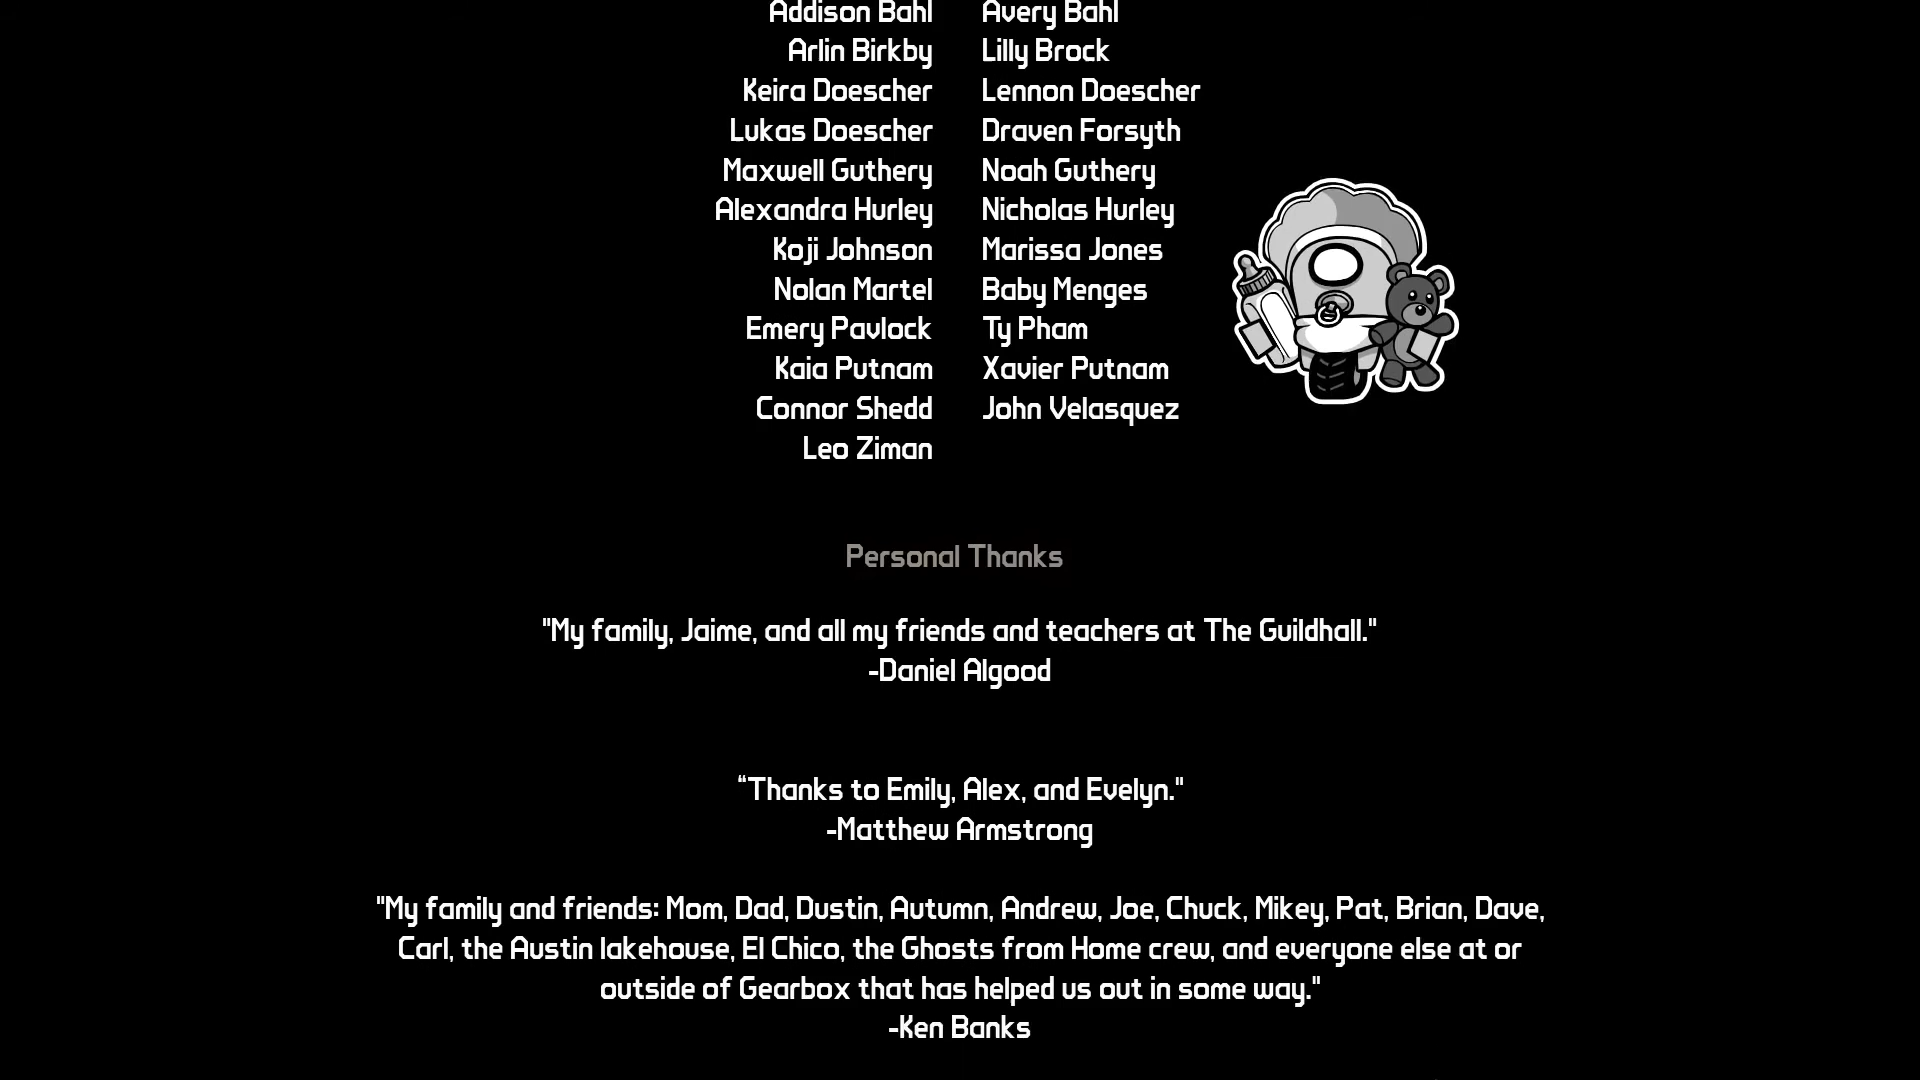 Addison Bahl Avery Bahl
Arlin Birkby Lilly Brock
Keira Doescher Lennon Doescher
Lukas Doescher Draven Forsyth
Maxwell Guthery Noah Guthery
Alexandra Hurley Nicholas Hurley
Koji Johnson Marissa Jones
Nolan Martel Baby Menges
Emery Pavlock Ty Pham
Kaia Putnam Xavier Putnam
Connor Shedd John Velasquez
Leo Ziman
Personal Thanks
"My family, Jaime, and all my friends and teachers at The Guildhall."
-Daniel Algood
“Thanks to Emily, Alex, and Evelyn."
-Matthew Armstrong
"My family and friends: Mom, Dad, Dustin, Autumn, Andrew, Joe, Chuck, Mikey, Pat, Brian, Dave,
Carl, the Austin lakehouse, El Chico, the Ghosts from Home crew, and everyone else at or
outside of Gearbox that has helped us out in some way."
-Ken Banks